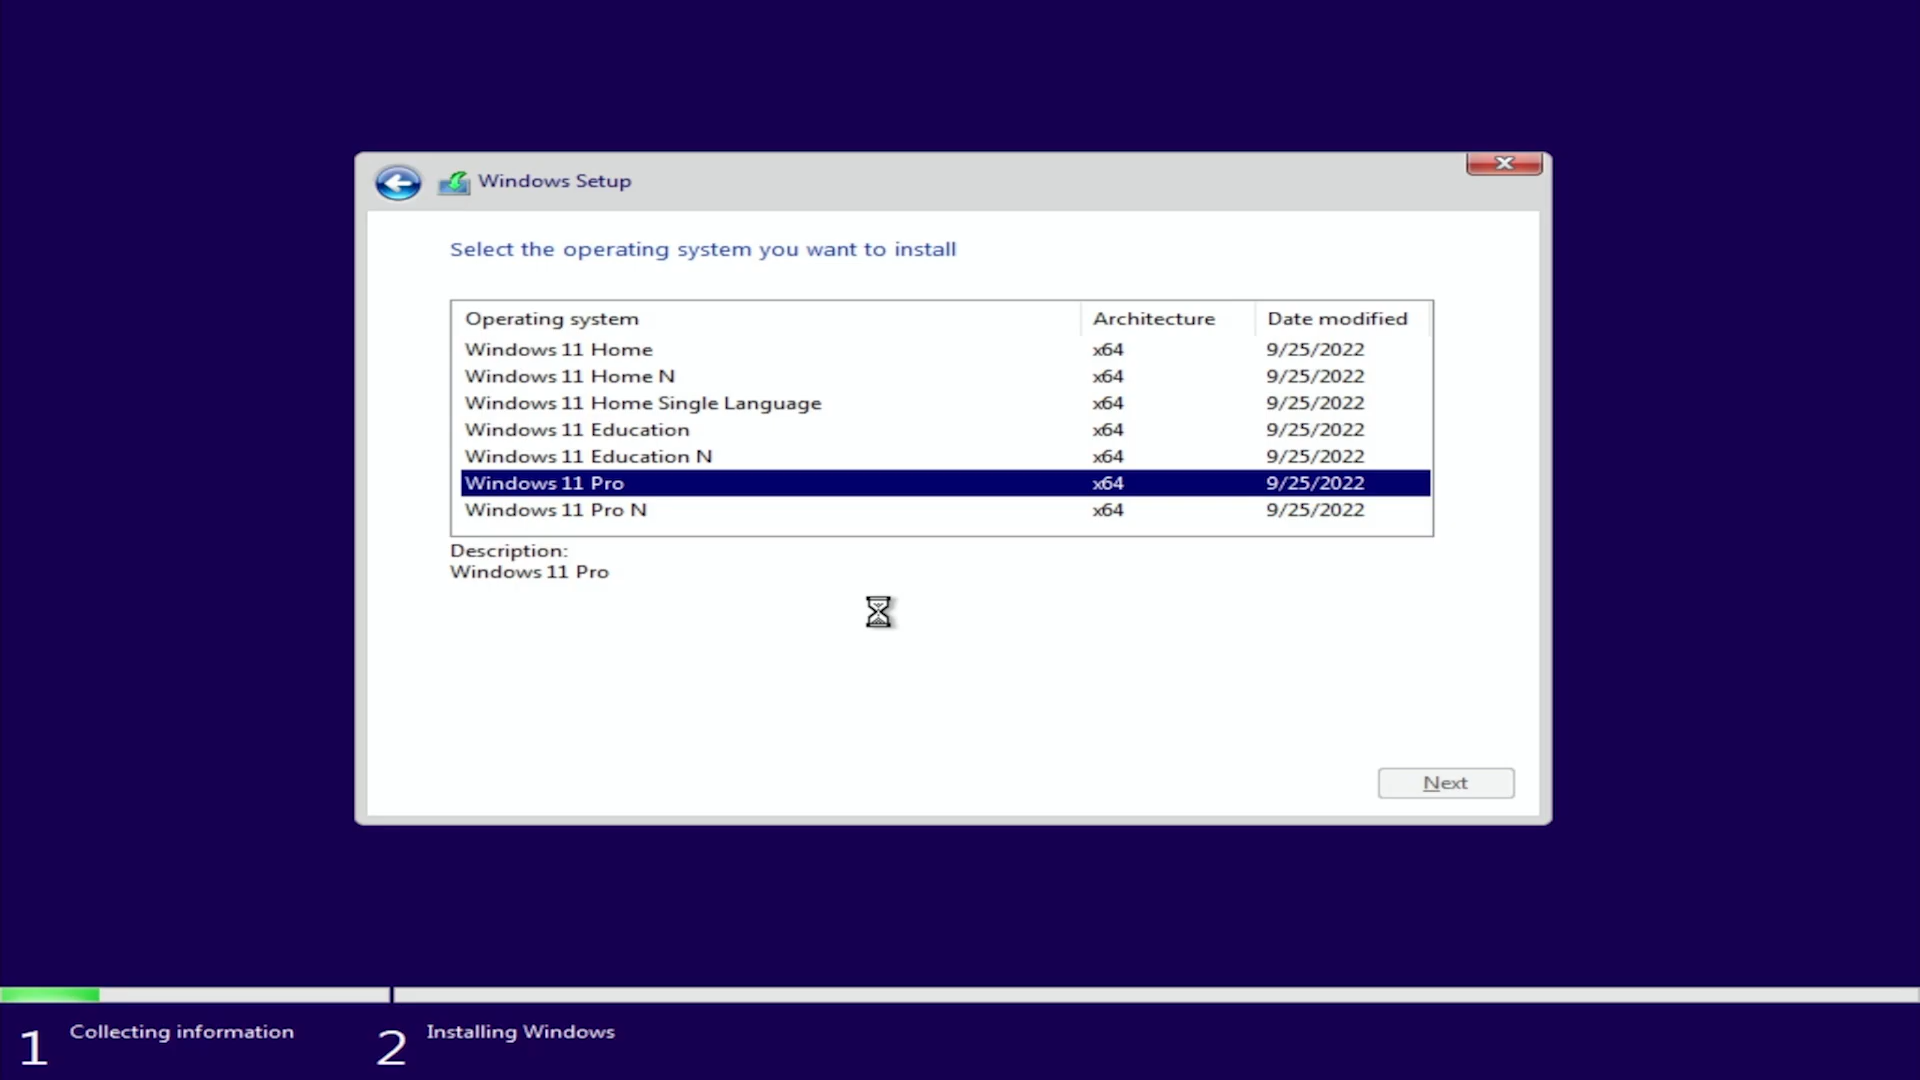 Windows Setup
Select the operating system you want to install
Operating system Architecture Date modified
Windows 11 Home x64 9/25/2022
Windows 11 Home N x64 9/25/2022
Windows 11 Home Single Language x64 9/25/2022
Windows 11 Education x64 9/25/2022
Windows 11 Education N x64 9/25/2022
Windows 11 Pro x64 9/25/2022
Windows 11 Pro N x64 9/25/2022
Description:
Windows 11 Pro
Next
1 Collecting information 2 Installing Windows